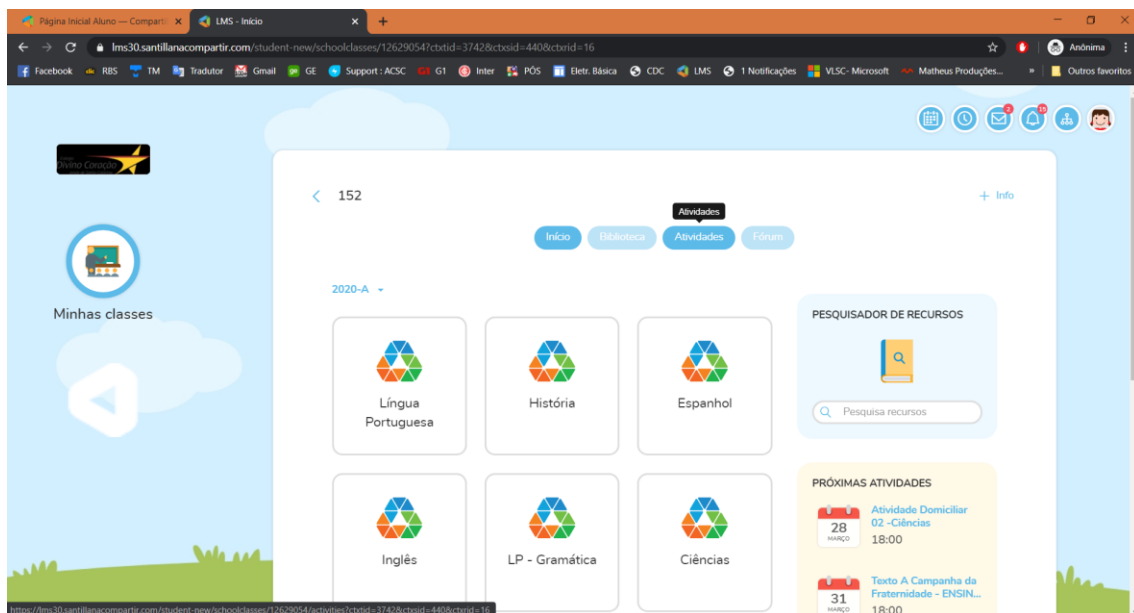 Página Inicial Aluno — Comparti
LMS - Início
lms30.santillanacompartir.com/student-new/schoolclasses/12629054?ctxtid=3742&ctxsid=440&ctxrid=16
Anônima
Facebook RBS TM Tradutor Gmail GE Support : ACSC G1 G1 Inter PÓS Eletr. Básica CDC LMS 1 Notificações VLSC- Microsoft Matheus Produções... » Outros favoritos
2 15
Divino Coração
152
+ Info
Atividades
Início Biblioteca Atividades Fórum
Minhas classes
2020-A
Língua
Portuguesa
História
Espanhol
Inglês
LP - Gramática
Ciências
PESQUISADOR DE RECURSOS
Pesquisa recursos
PRÓXIMAS ATIVIDADES
28
MARÇO
Atividade Domiciliar
02 -Ciências
18:00
31
MARÇO
Texto A Campanha da
Fraternidade - ENSIN...
18:00
https://lms30.santillanacompartir.com/student-new/schoolclasses/12629054/activities?ctxtid=3742&ctxsid=440&ctxrid=16